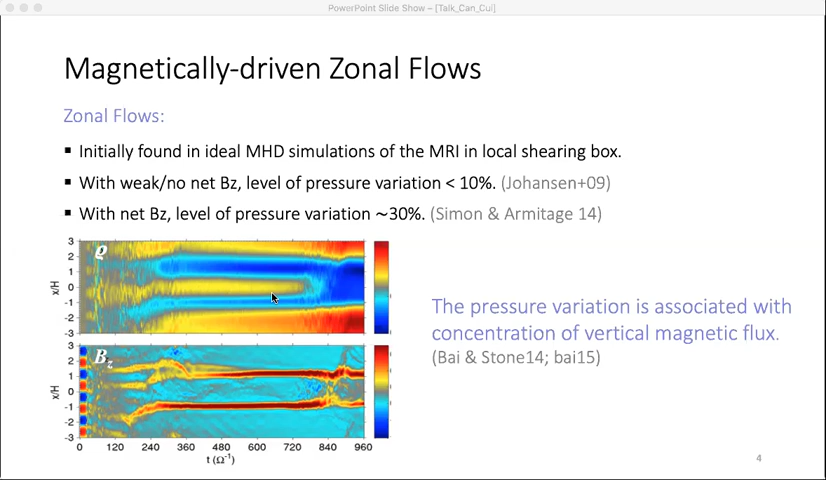 PowerPoint Slide Show – [Talk_Can_Cui]
Magnetically-driven Zonal Flows
Zonal Flows:
▪ Initially found in ideal MHD simulations of the MRI in local shearing box.
▪ With weak/no net Bz, level of pressure variation < 10%. (Johansen+09)
▪ With net Bz, level of pressure variation ~30%. (Simon & Armitage 14)
3
2
1
0
-1
-2
-3
x/H
ϱ
The pressure variation is associated with
concentration of vertical magnetic flux.
(Bai & Stone14; bai15)
3
2
1
0
-1
-2
-3
x/H
Bz
0 120 240 360 480 600 720 840 960
t (Ω⁻¹)
4